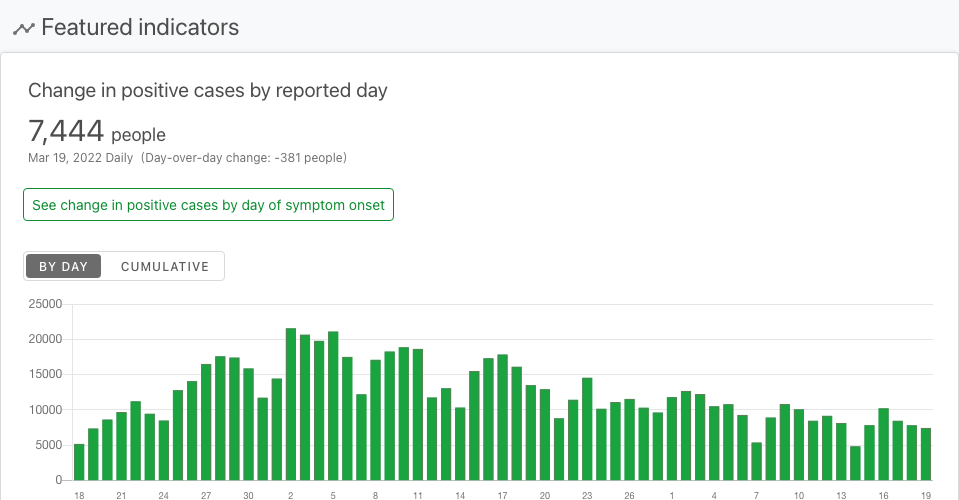 Featured indicators
Change in positive cases by reported day
7,444 people
Mar 19, 2022 Daily (Day-over-day change: -381 people)
See change in positive cases by day of symptom onset
BY DAY CUMULATIVE
25000
20000
15000
10000
5000
0
18 21 24 27 30 2 5 8 11 14 17 20 23 26 1 4 7 10 13 16 19